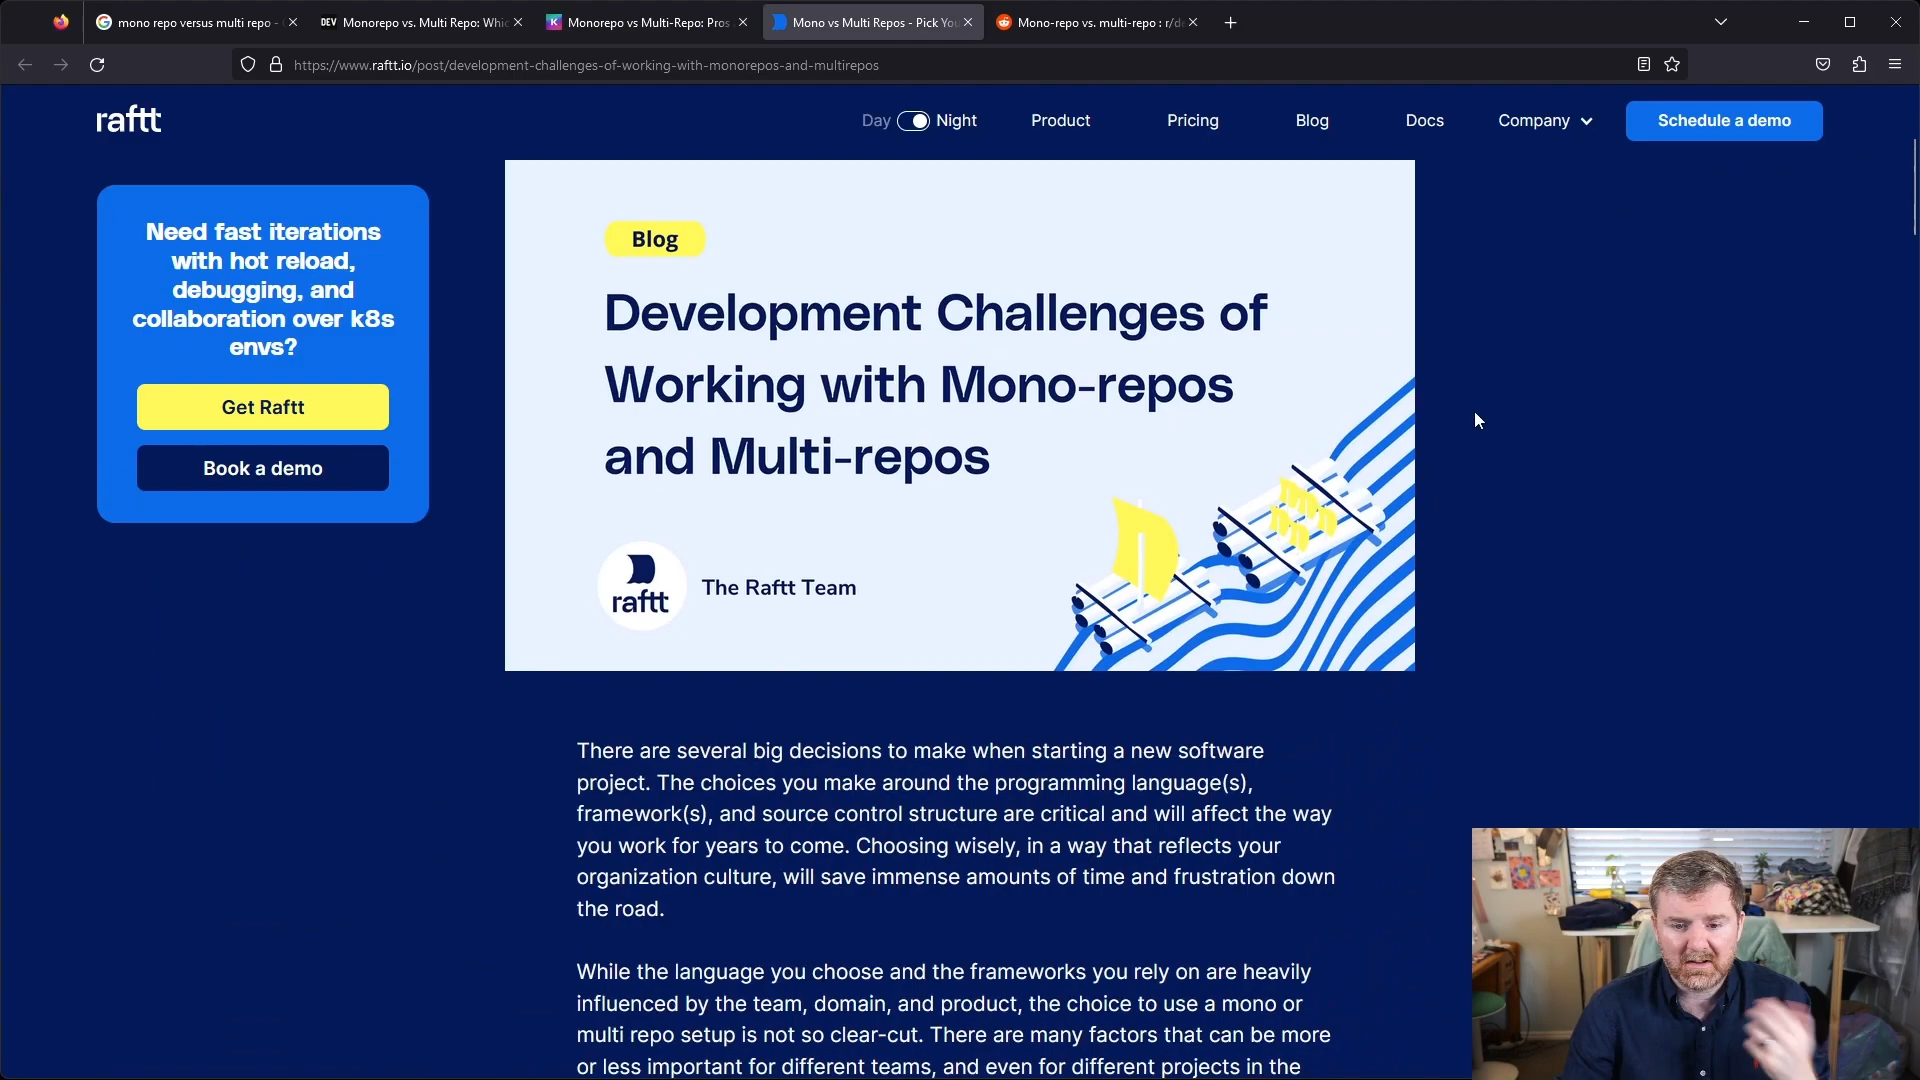 mono repo versus multi repo -
DEV Monorepo vs. Multi Repo:
K Monorepo vs Multi-Repo: Pros
Mono vs Multi Repos - Pick
Mono-repo vs. multi-repo :
https://www.raftt.io/post/development-challenges-of-working-with-monorepos-and-multirepos
raftt
Day Night
Product
Pricing
Blog
Docs
Company
Schedule a demo
Need fast iterations
with hot reload,
debugging, and
collaboration over k8s
envs?
Get Raftt
Book a demo
Blog
Development Challenges of
Working with Mono-repos
and Multi-repos
raftt
The Raftt Team
There are several big decisions to make when starting a new software
project. The choices you make around the programming language(s),
framework(s), and source control structure are critical and will affect the way
you work for years to come. Choosing wisely, in a way that reflects your
organization culture, will save immense amounts of time and frustration down
the road.
While the language you choose and the frameworks you rely on are heavily
influenced by the team, domain, and product, the choice to use a mono or
multi repo setup is not so clear-cut. There are many factors that can be more
or less important for different teams, and even for different projects in the